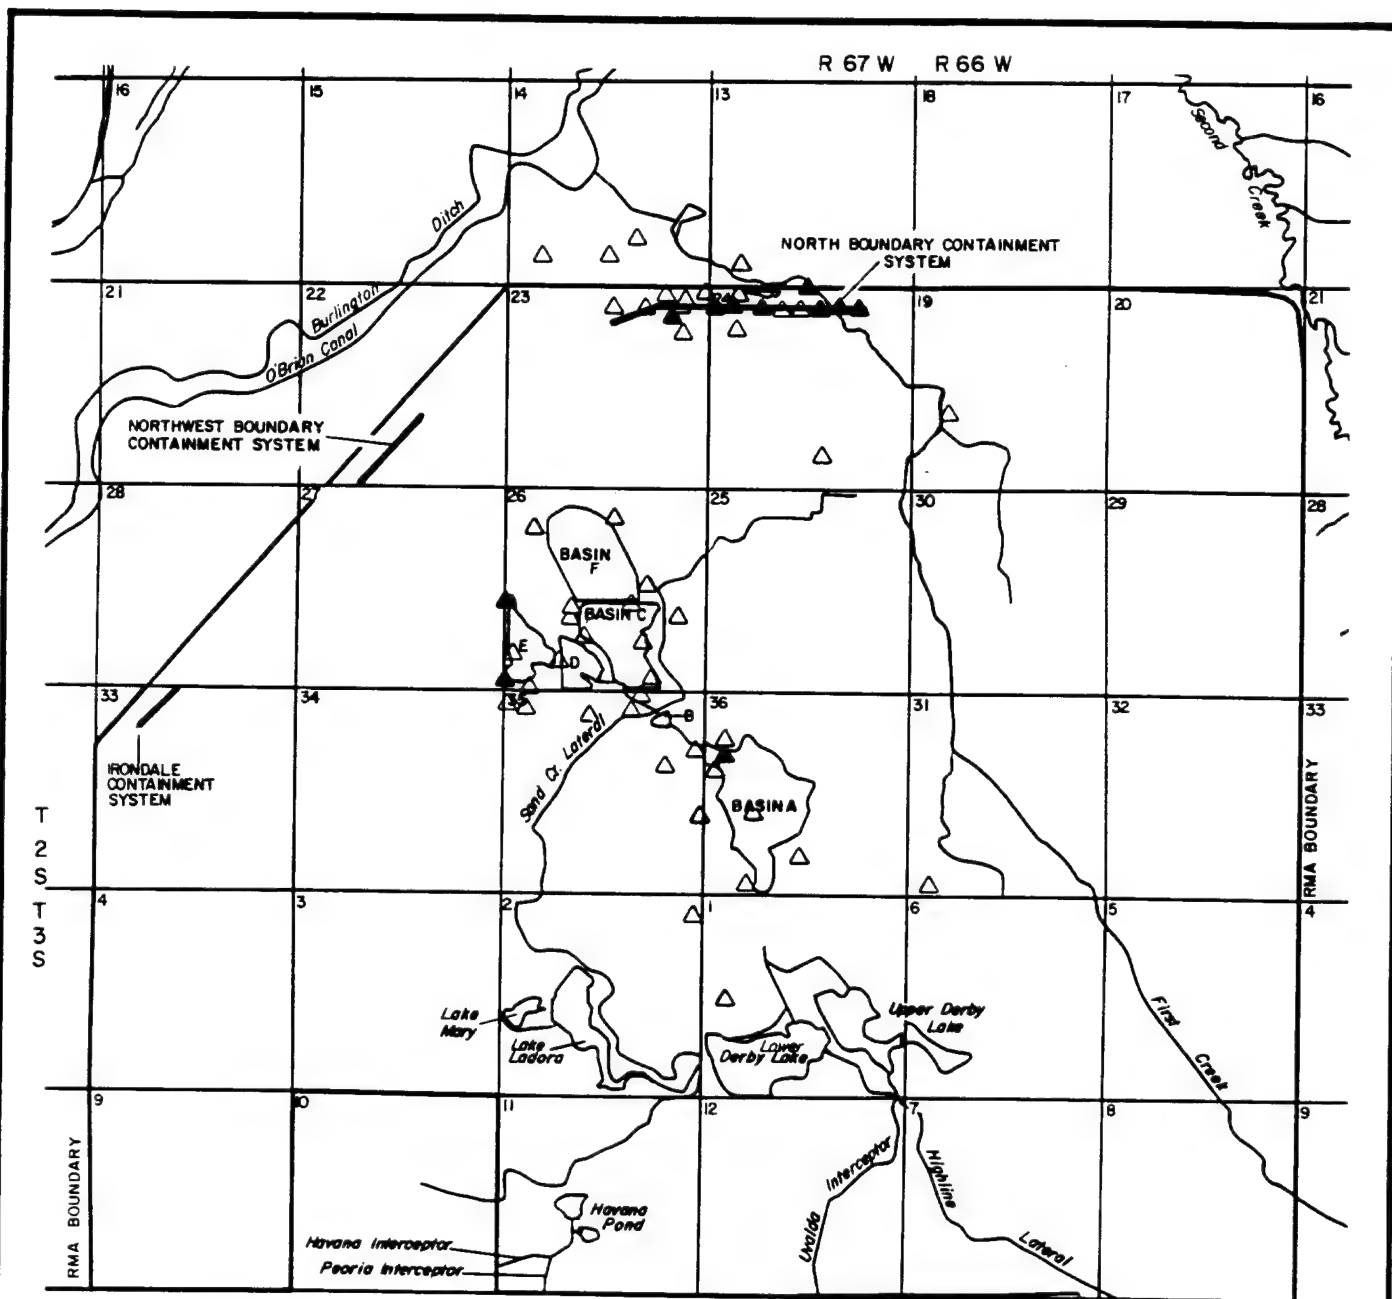 R 67 W R 66 W
16 15 14 13 18 17 16
Second
Creek
Ditch
NORTH BOUNDARY CONTAINMENT
SYSTEM
21 22 23 24 19 20 21
Burlington
O'Brian Canal
NORTHWEST BOUNDARY
CONTAINMENT SYSTEM
28 27 26 25 30 29 28
BASIN
F
BASIN C
E
D
33 34 35 36 31 32 33
B
Sand Cr. Lateral
IRONDALE
CONTAINMENT
SYSTEM
BASIN A
RMA BOUNDARY
T
2
S
4 3 2 1 6 5 4
T
3
S
Lake
Mary
Lake
Ladora
Lower
Derby Lake
Upper Derby
Lake
First
Creek
9 10 11 12 7 8 9
RMA BOUNDARY
Interceptor
Uvalda
Highline
Lateral
Havana
Pond
Havana Interceptor
Peoria Interceptor